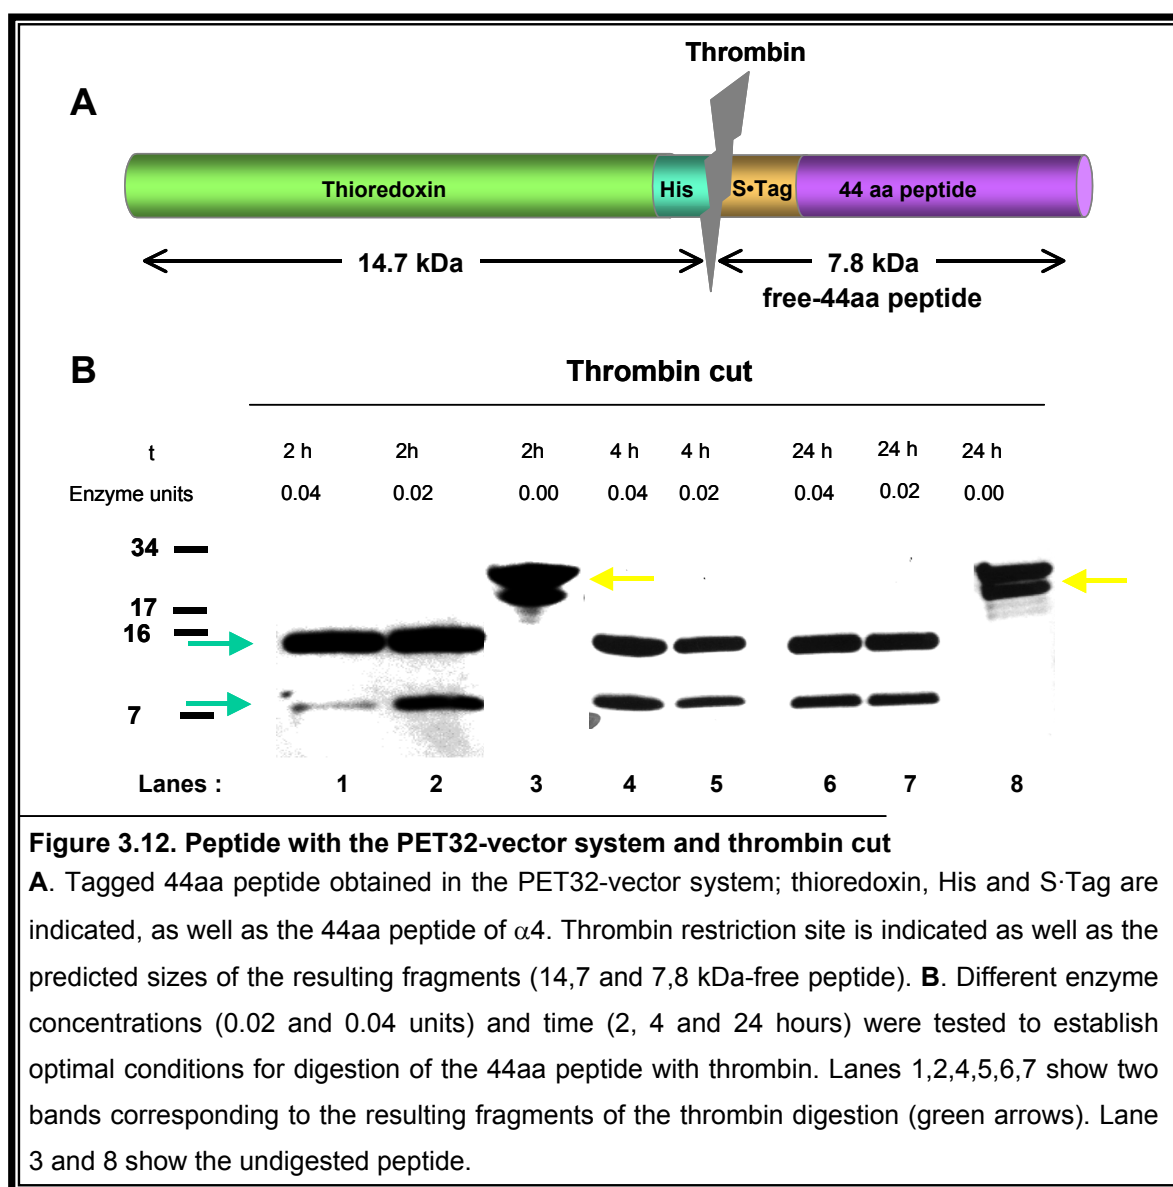 Thrombin
A
Thioredoxin His S•Tag 44 aa peptide
14.7 kDa 7.8 kDa
free-44aa peptide
B
Thrombin cut
t 2 h 2h 2h 4 h 4 h 24 h 24 h 24 h
Enzyme units 0.04 0.02 0.00 0.04 0.02 0.04 0.02 0.00
34
17
16
7
Lanes : 1 2 3 4 5 6 7 8
Figure 3.12. Peptide with the PET32-vector system and thrombin cut
A. Tagged 44aa peptide obtained in the PET32-vector system; thioredoxin, His and S·Tag are
indicated, as well as the 44aa peptide of α4. Thrombin restriction site is indicated as well as the
predicted sizes of the resulting fragments (14,7 and 7,8 kDa-free peptide). B. Different enzyme
concentrations (0.02 and 0.04 units) and time (2, 4 and 24 hours) were tested to establish
optimal conditions for digestion of the 44aa peptide with thrombin. Lanes 1,2,4,5,6,7 show two
bands corresponding to the resulting fragments of the thrombin digestion (green arrows). Lane
3 and 8 show the undigested peptide.